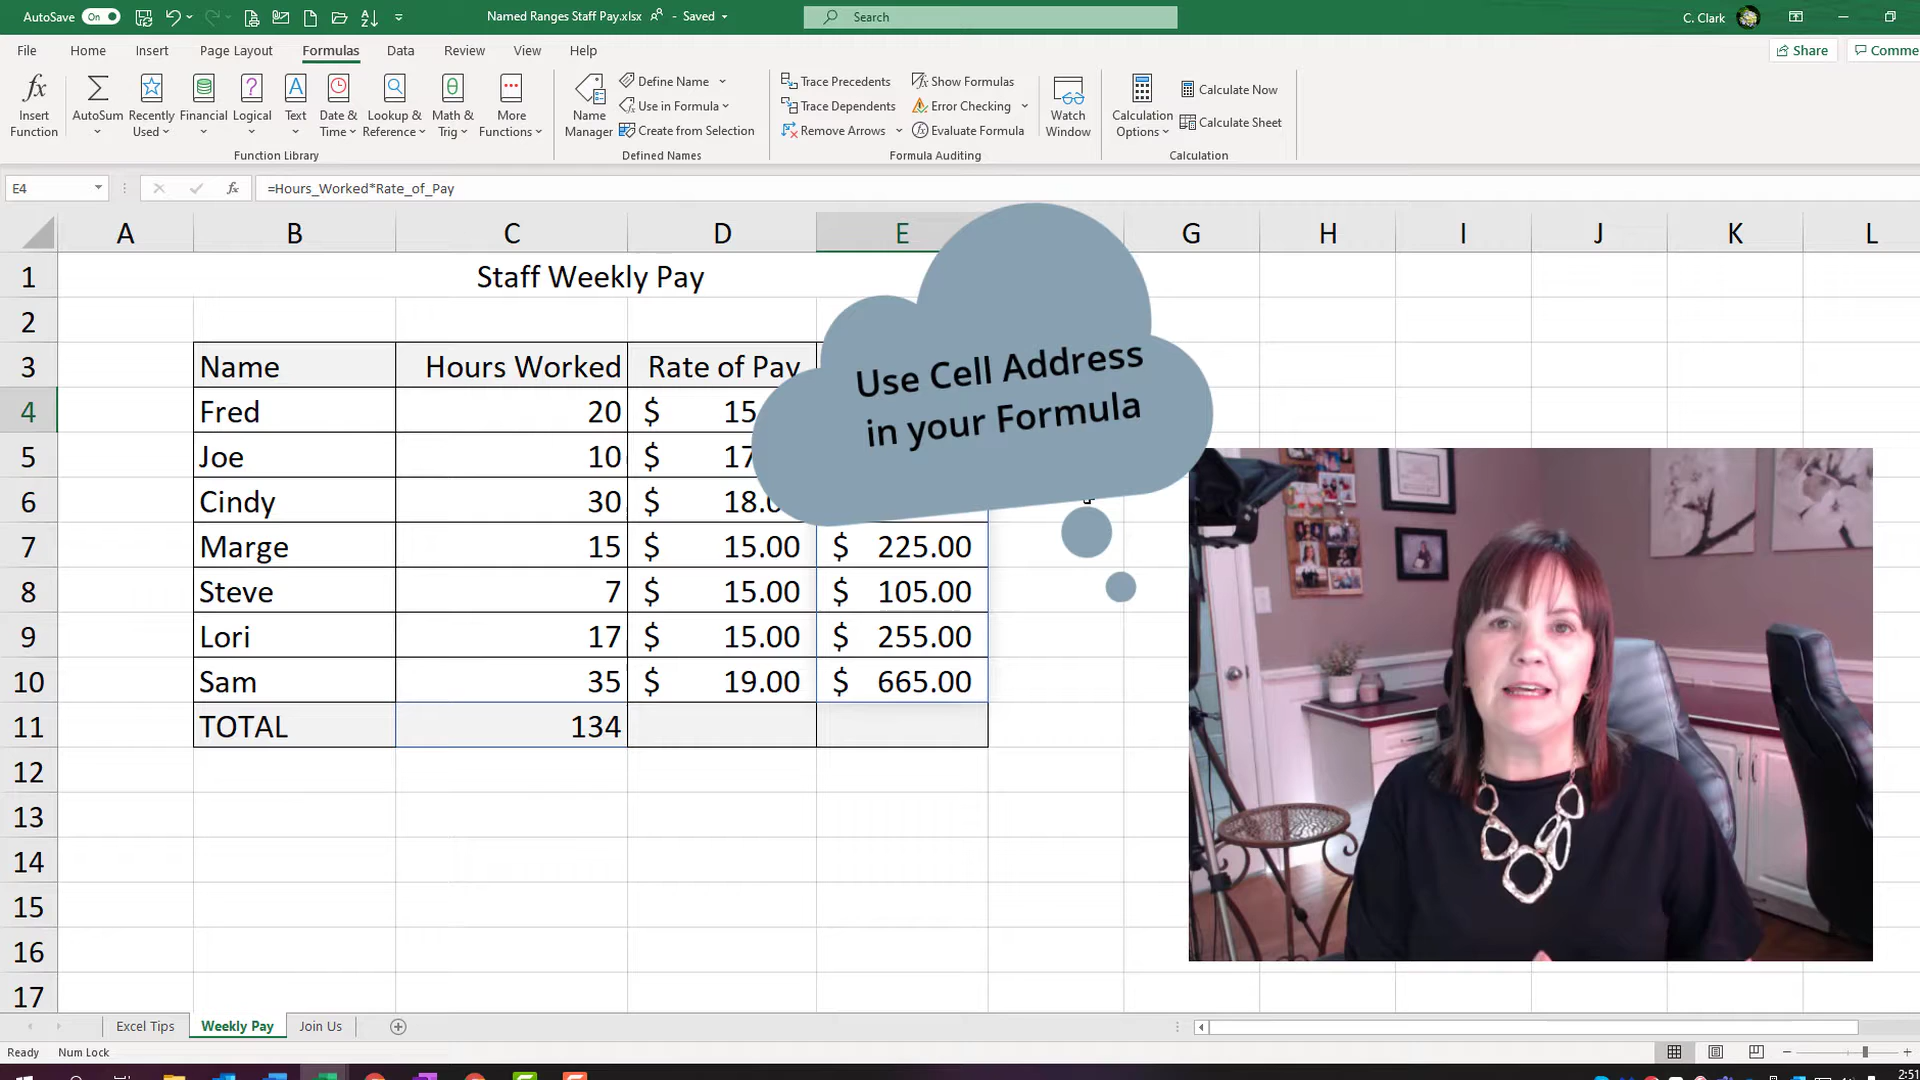 AutoSave On Named Ranges Staff Pay.xlsx - Saved Search C. Clark
File Home Insert Page Layout Formulas Data Review View Help Share Comme
Insert Function
AutoSum
Recently Used
Financial
Logical
Text
Date & Time
Lookup & Reference
Math & Trig
More Functions
Function Library
Name Manager
Define Name
Use in Formula
Create from Selection
Defined Names
Trace Precedents
Trace Dependents
Remove Arrows
Show Formulas
Error Checking
Evaluate Formula
Formula Auditing
Watch Window
Calculation Options
Calculate Now
Calculate Sheet
Calculation
E4 fx =Hours_Worked*Rate_of_Pay
A B C D E G H I J K L
1 Staff Weekly Pay
2
3 Name Hours Worked Rate of Pay
4 Fred 20 $ 15.
5 Joe 10 $ 17
6 Cindy 30 $ 18.0
7 Marge 15 $ 15.00 $ 225.00
8 Steve 7 $ 15.00 $ 105.00
9 Lori 17 $ 15.00 $ 255.00
10 Sam 35 $ 19.00 $ 665.00
11 TOTAL 134
12
13
14
15
16
17
Use Cell Address
in your Formula
Excel Tips Weekly Pay Join Us
Ready Num Lock
2:51